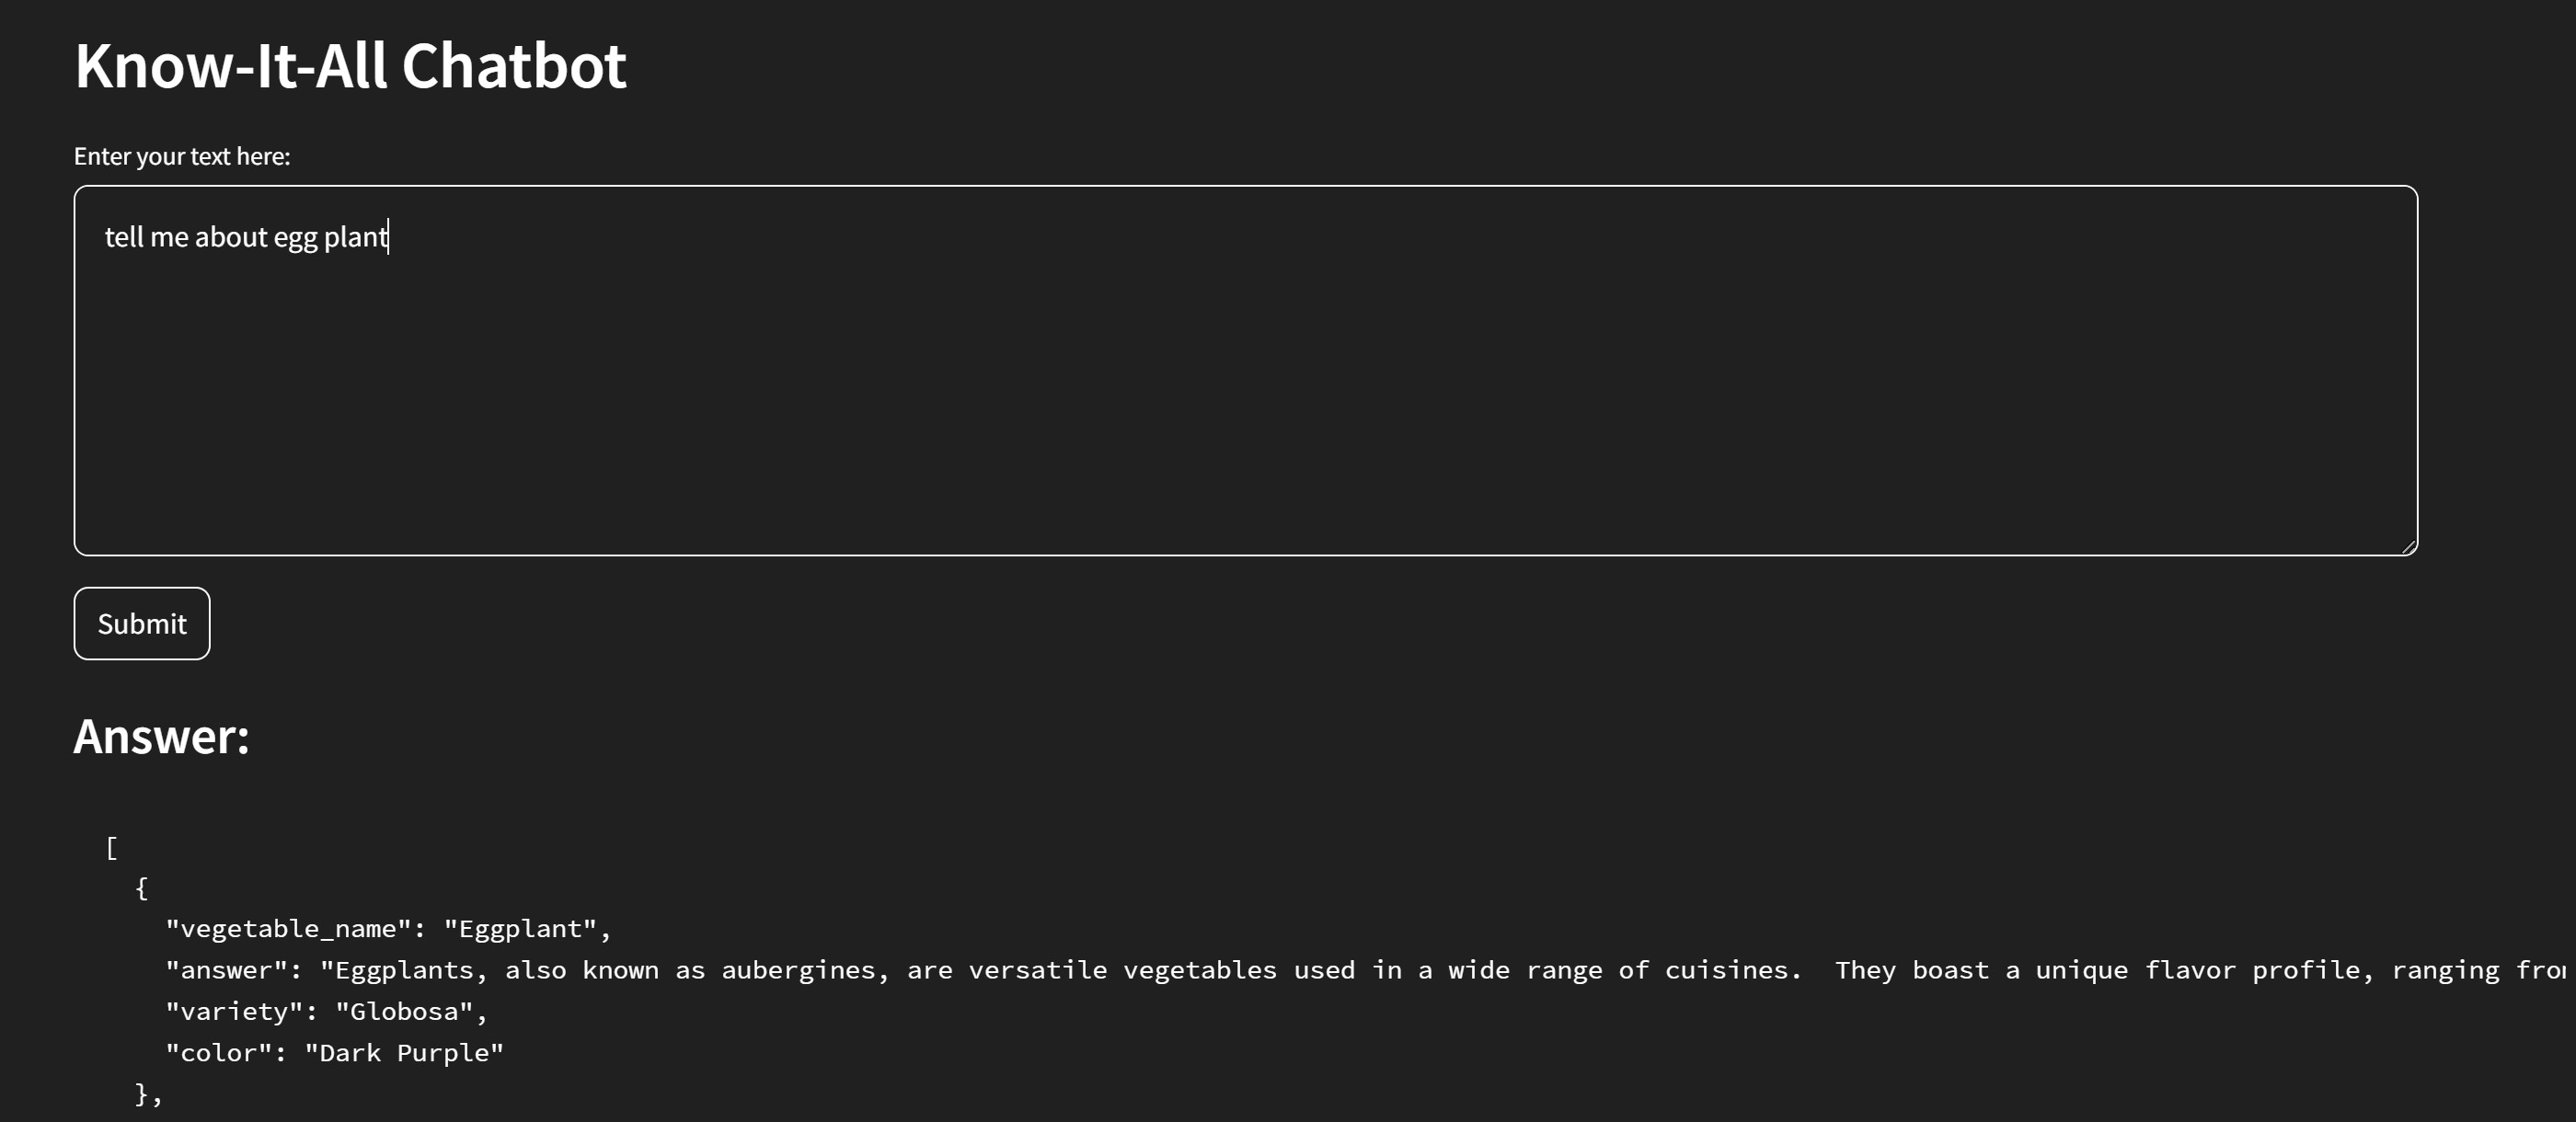 Know-It-All Chatbot
Enter your text here:
tell me about egg plant
Submit
Answer:
[
{
"vegetable_name": "Eggplant",
"answer": "Eggplants, also known as aubergines, are versatile vegetables used in a wide range of cuisines.  They boast a unique flavor profile, ranging
"variety": "Globosa",
"color": "Dark Purple"
},